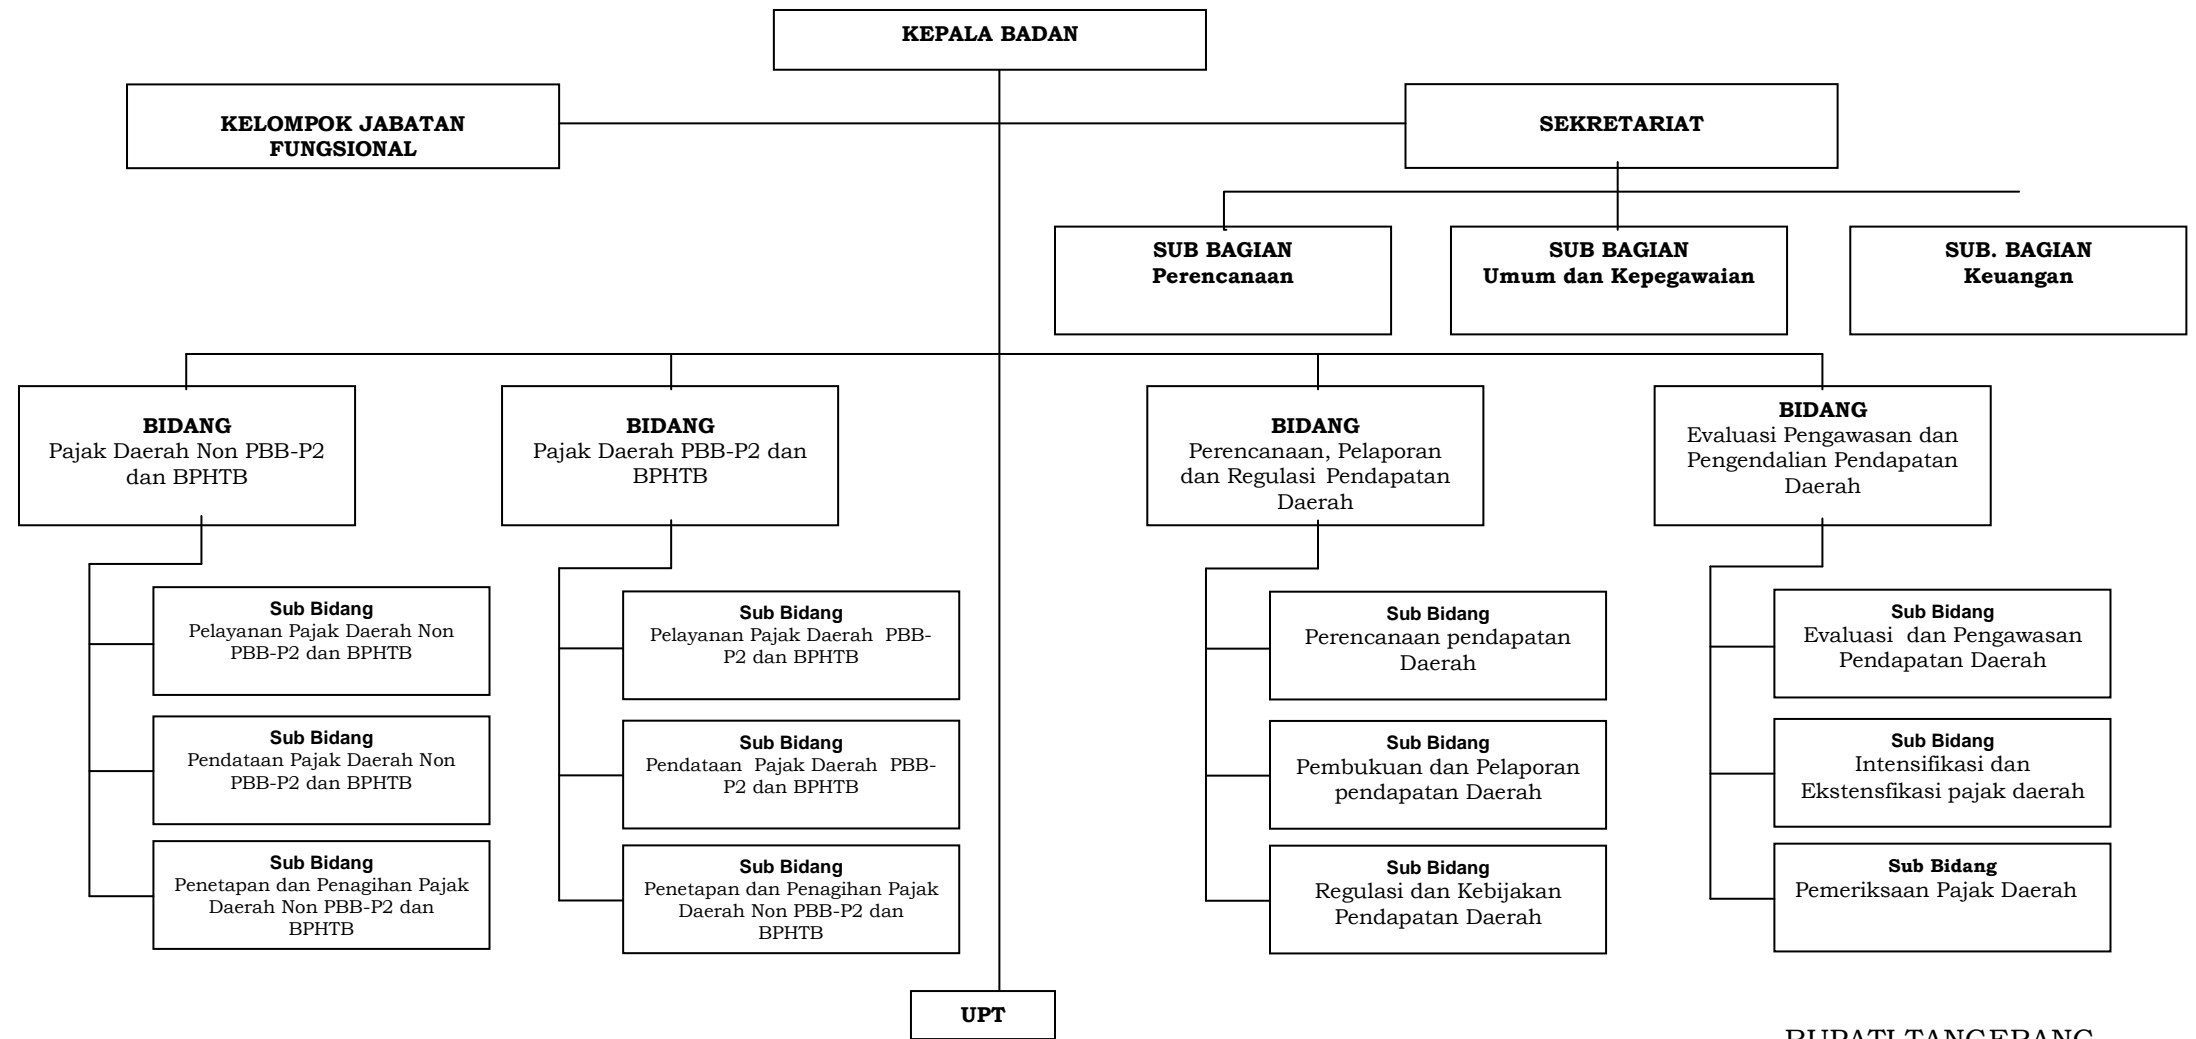 KEPALA BADAN
KELOMPOK JABATAN
FUNGSIONAL
SEKRETARIAT
SUB BAGIAN
Perencanaan
SUB BAGIAN
Umum dan Kepegawaian
SUB. BAGIAN
Keuangan
BIDANG
Pajak Daerah Non PBB-P2
dan BPHTB
BIDANG
Pajak Daerah PBB-P2 dan
BPHTB
BIDANG
Perencanaan, Pelaporan
dan Regulasi Pendapatan
Daerah
BIDANG
Evaluasi Pengawasan dan
Pengendalian Pendapatan
Daerah
Sub Bidang
Pelayanan Pajak Daerah Non
PBB-P2 dan BPHTB
Sub Bidang
Pendataan Pajak Daerah Non
PBB-P2 dan BPHTB
Sub Bidang
Penetapan dan Penagihan Pajak
Daerah Non PBB-P2 dan
BPHTB
Sub Bidang
Pelayanan Pajak Daerah PBB-
P2 dan BPHTB
Sub Bidang
Pendataan Pajak Daerah PBB-
P2 dan BPHTB
Sub Bidang
Penetapan dan Penagihan Pajak
Daerah Non PBB-P2 dan
BPHTB
Sub Bidang
Perencanaan pendapatan
Daerah
Sub Bidang
Pembukuan dan Pelaporan
pendapatan Daerah
Sub Bidang
Regulasi dan Kebijakan
Pendapatan Daerah
Sub Bidang
Evaluasi dan Pengawasan
Pendapatan Daerah
Sub Bidang
Intensifikasi dan
Ekstensfikasi pajak daerah
Sub Bidang
Pemeriksaan Pajak Daerah
UPT
BUPATI TANGERANG